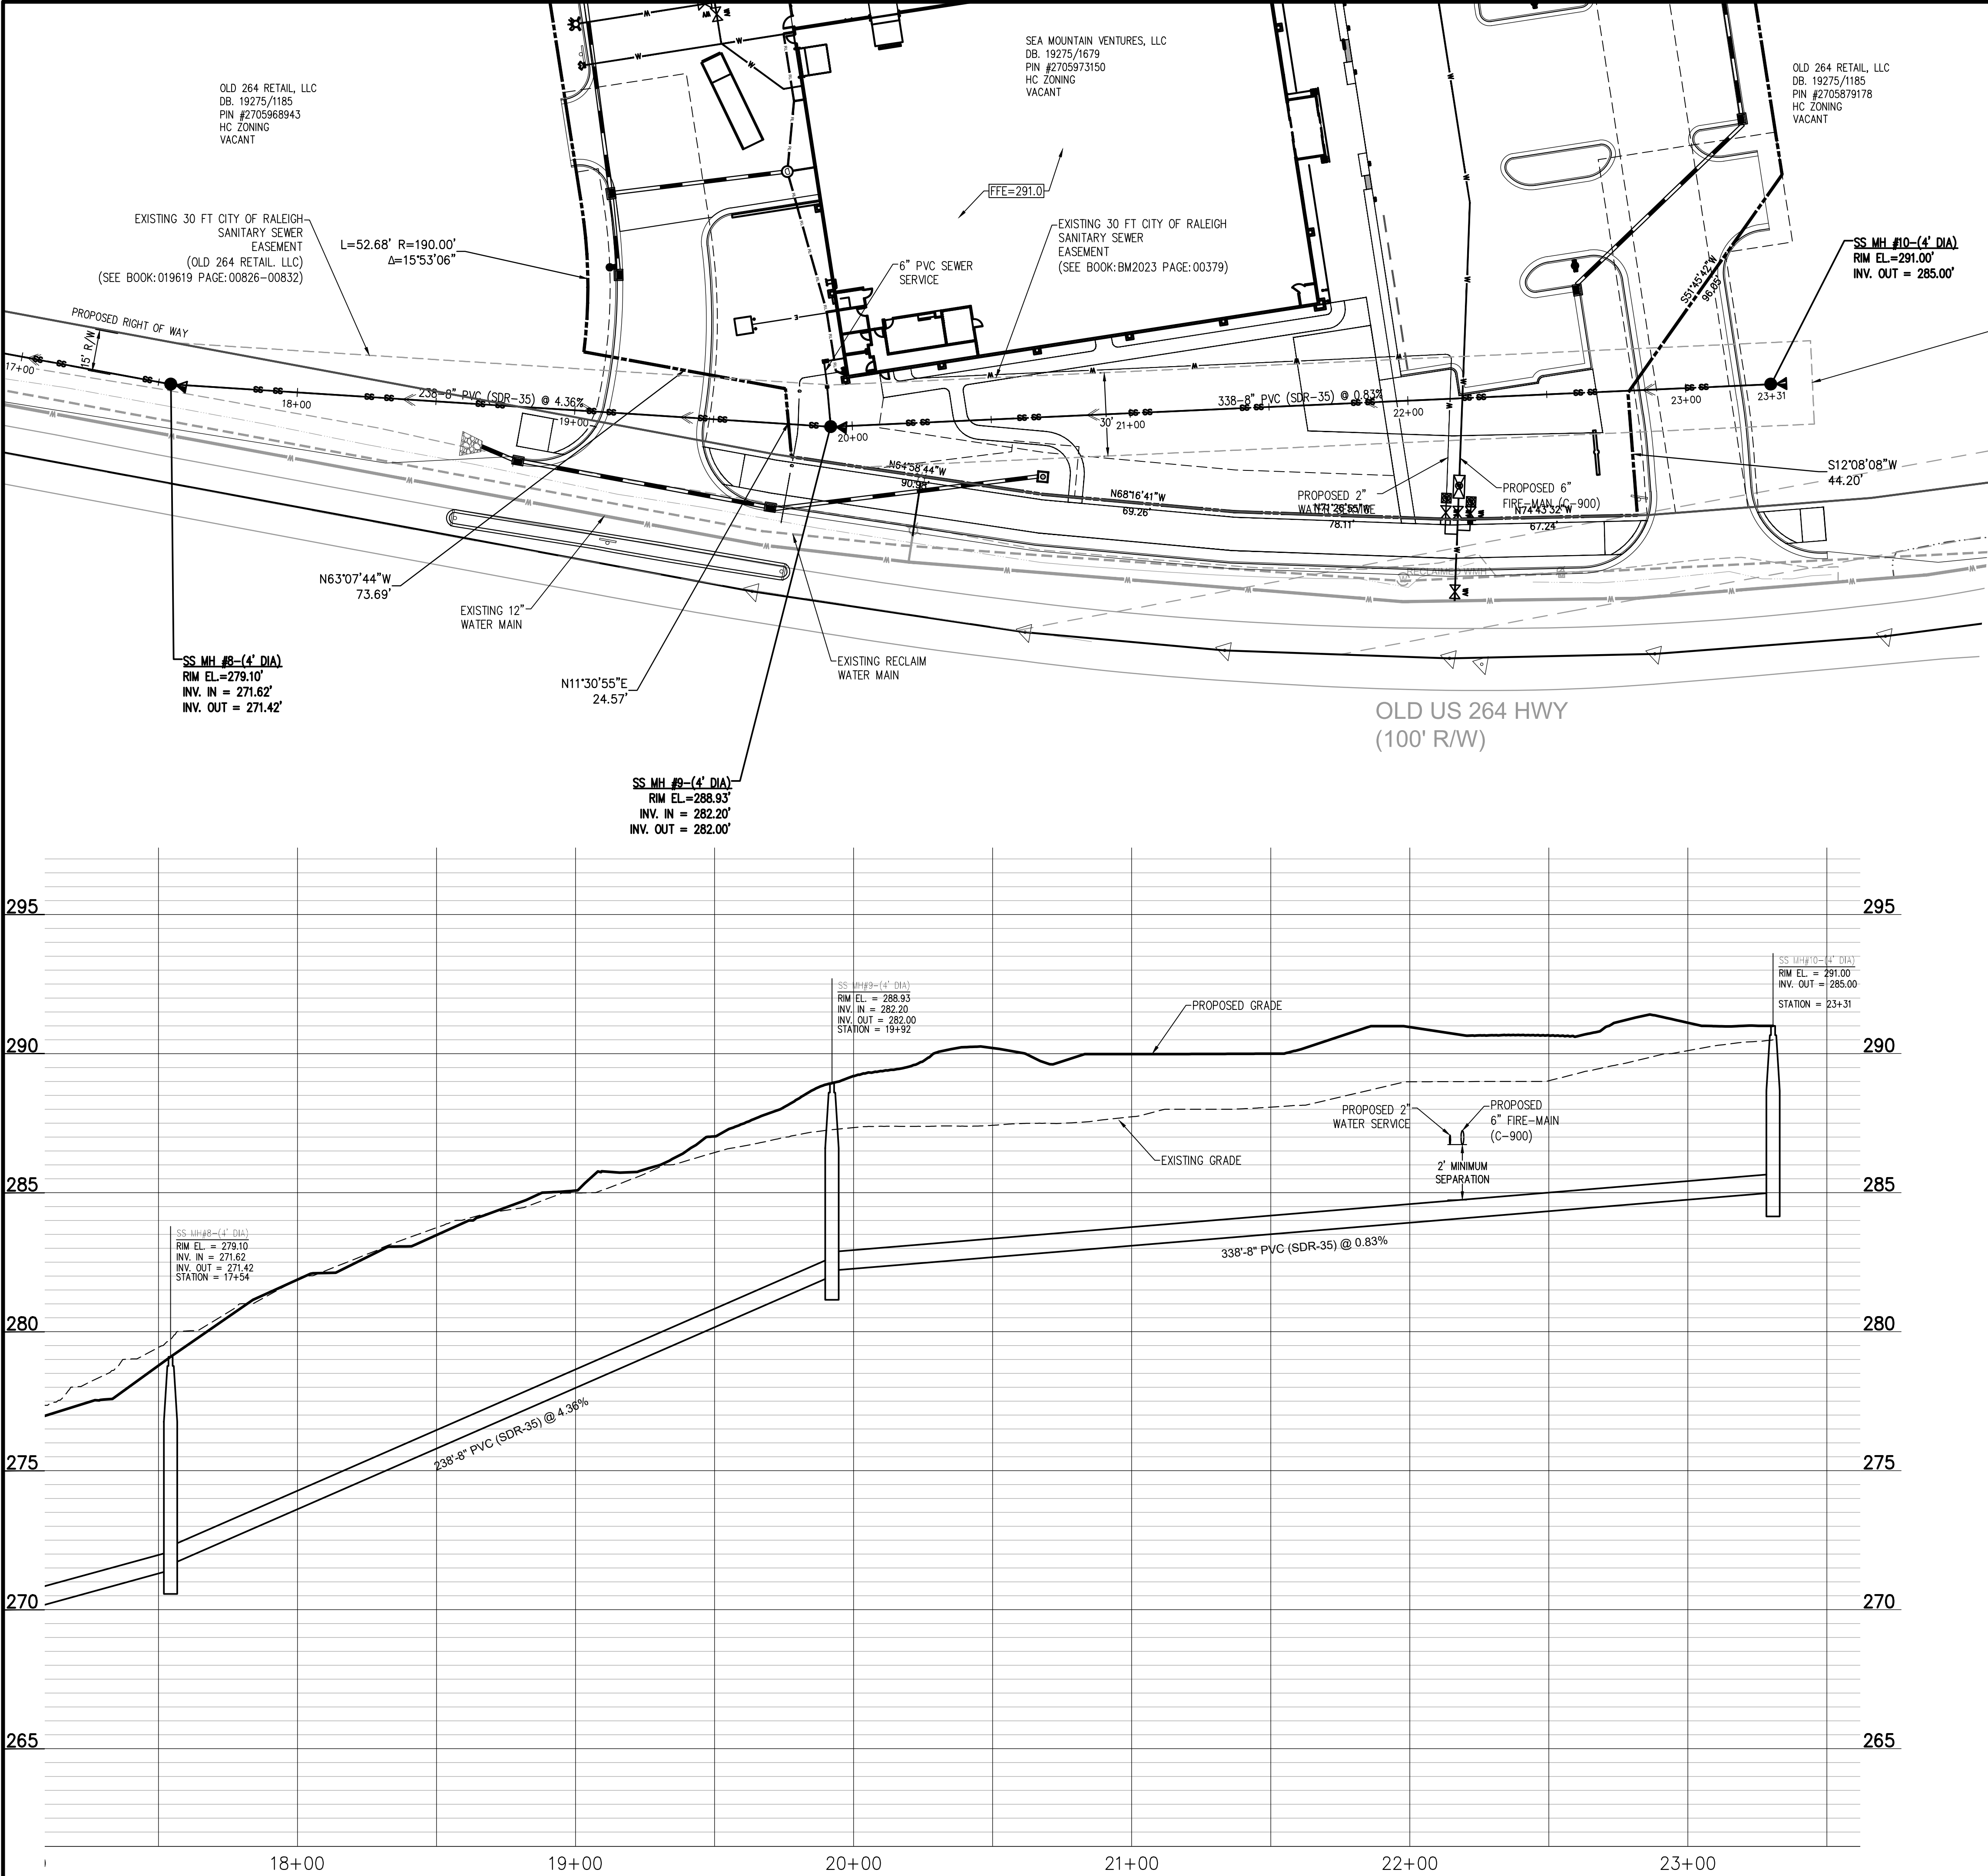 OLD 264 RETAIL, LLC
DB. 19275/1185
PIN #2705968943
HC ZONING
VACANT
SEA MOUNTAIN VENTURES, LLC
DB. 19275/1679
PIN #2705973150
HC ZONING
VACANT
OLD 264 RETAIL, LLC
DB. 19275/1185
PIN #2705879178
HC ZONING
VACANT
FFE=291.0
EXISTING 30 FT CITY OF RALEIGH
SANITARY SEWER
EASEMENT
(OLD 264 RETAIL. LLC)
(SEE BOOK:019619 PAGE:00826-00832)
L=52.68' R=190.00'
Δ=15°53'06"
6" PVC SEWER
SERVICE
EXISTING 30 FT CITY OF RALEIGH
SANITARY SEWER
EASEMENT
(SEE BOOK:BM2023 PAGE:00379)
S51°45'42"W
96.05'
SS MH #10-(4' DIA)
RIM EL.=291.00'
INV. OUT = 285.00'
PROPOSED RIGHT OF WAY
15' R/W
17+00
18+00
238-8" PVC (SDR-35) @ 4.36%
19+00
20+00
30'
21+00
338-8" PVC (SDR-35) @ 0.83%
22+00
23+00
23+31
N64°58'44"W
90.98'
N68°16'41"W
69.26'
PROPOSED 2"
WATER SERVICE
N71°26'55"W
78.11'
PROPOSED 6"
FIRE-MAN (C-900)
N74°43'32"W
67.24'
S12°08'08"W
44.20'
RECLAIMED WMH
N63°07'44"W
73.69'
EXISTING 12"
WATER MAIN
N11°30'55"E
24.57'
EXISTING RECLAIM
WATER MAIN
SS MH #8-(4' DIA)
RIM EL.=279.10'
INV. IN = 271.62'
INV. OUT = 271.42'
OLD US 264 HWY
(100' R/W)
SS MH #9-(4' DIA)
RIM EL.=288.93'
INV. IN = 282.20'
INV. OUT = 282.00'
295
295
SS MH#9-(4' DIA)
RIM EL. = 288.93
INV. IN = 282.20
INV. OUT = 282.00
STATION = 19+92
PROPOSED GRADE
SS MH#10-(4' DIA)
RIM EL. = 291.00
INV. OUT = 285.00
STATION = 23+31
290
290
PROPOSED 2"
WATER SERVICE
PROPOSED
6" FIRE-MAIN
(C-900)
EXISTING GRADE
2' MINIMUM
SEPARATION
285
285
SS MH#8-(4' DIA)
RIM EL. = 279.10
INV. IN = 271.62
INV. OUT = 271.42
STATION = 17+54
338'-8" PVC (SDR-35) @ 0.83%
280
280
238'-8" PVC (SDR-35) @ 4.36%
275
275
270
270
265
265
18+00
19+00
20+00
21+00
22+00
23+00